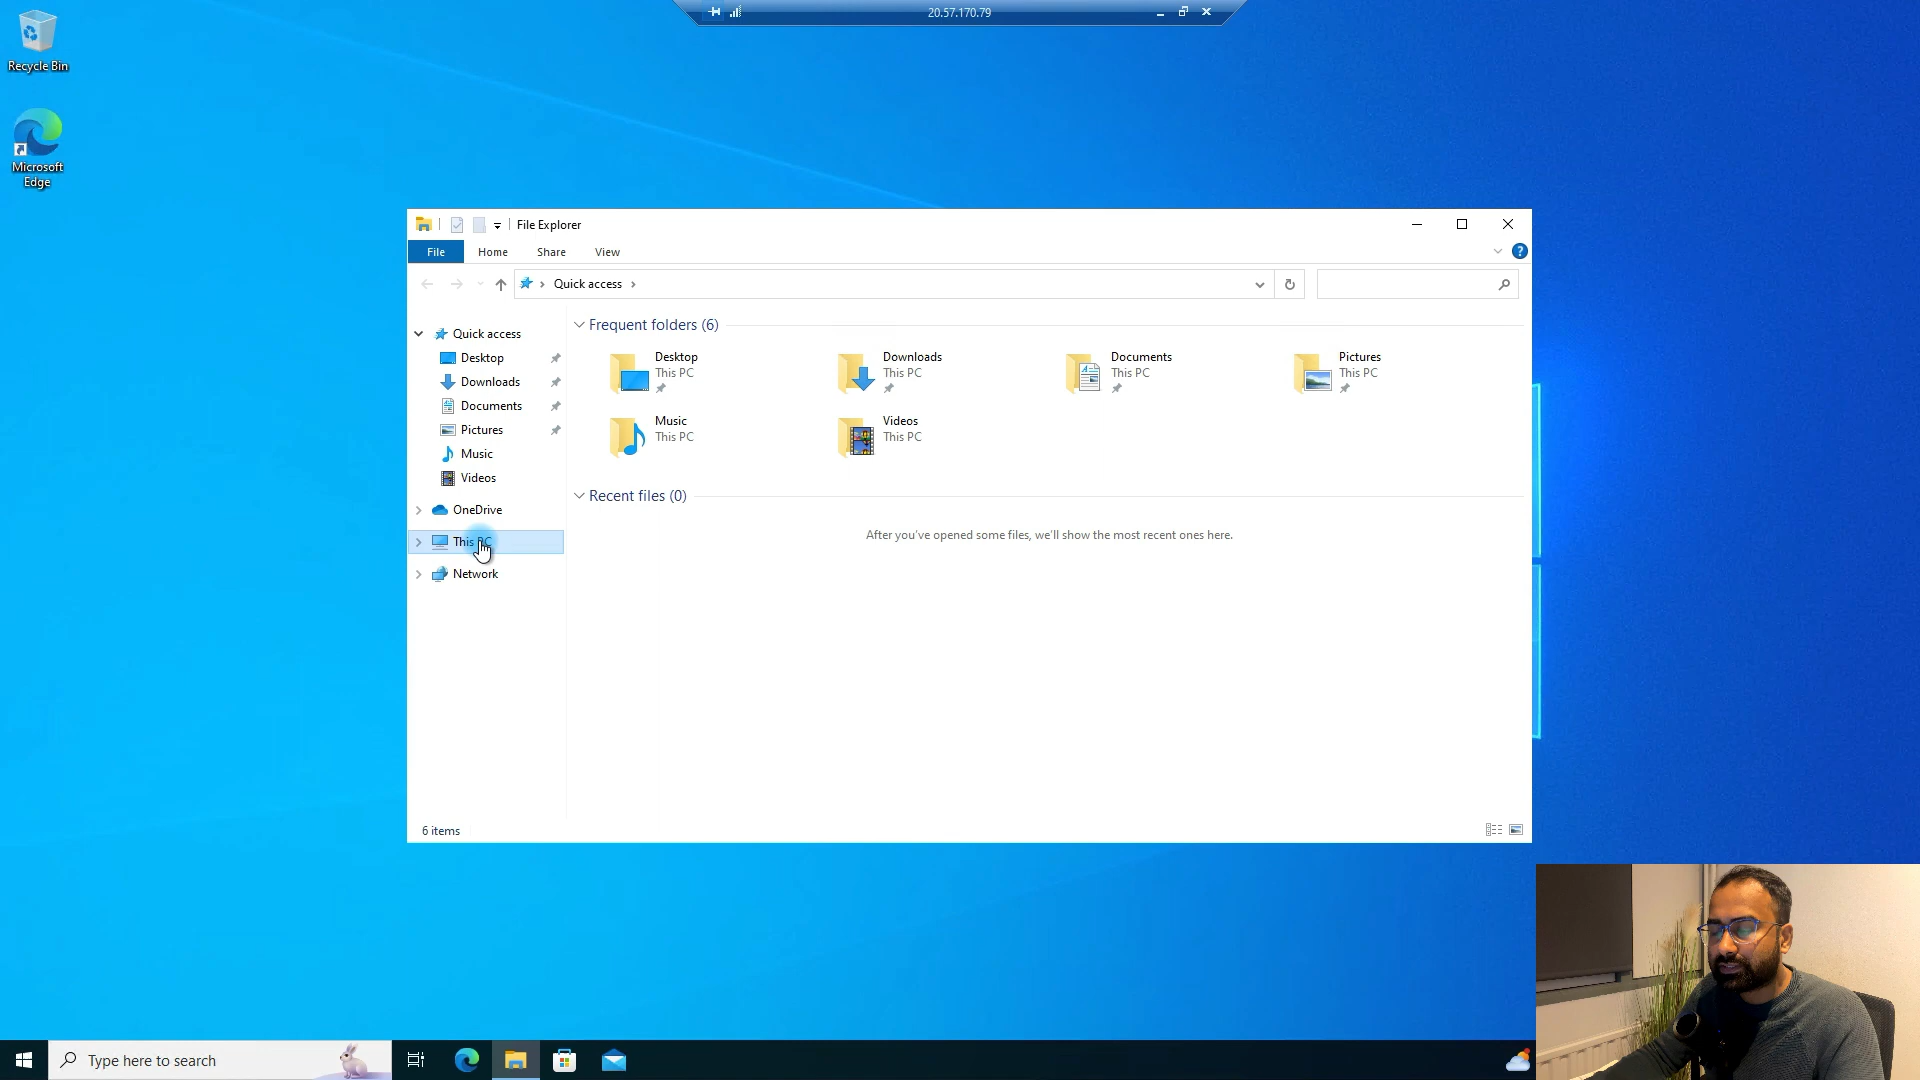 20.57.170.79
Recycle Bin
Microsoft
Edge
File Explorer
File
Home
Share
View
?
Quick access
Quick access
Desktop
Downloads
Documents
Pictures
Music
Videos
OneDrive
This PC
Network
Frequent folders (6)
Desktop
This PC
Downloads
This PC
Documents
This PC
Pictures
This PC
Music
This PC
Videos
This PC
Recent files (0)
After you've opened some files, we'll show the most recent ones here.
6 items
Type here to search